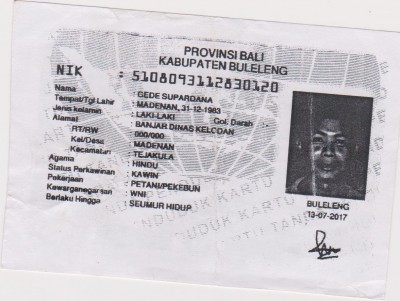 PROVINSI BALI
KABUPATEN BULELENG
NIK : 5108093112830120
Nama : GEDE SUPARDANA
Tempat/Tgl Lahir : MADENAN, 31-12-1983
Jenis kelamin : LAKI-LAKI Gol. Darah :-
Alamat : BANJAR DINAS KELODAN
RT/RW : 000/000
Kel/Desa : MADENAN
Kecamatan : TEJAKULA
Agama : HINDU
Status Perkawinan : KAWIN
Pekerjaan : PETANI/PEKEBUN
Kewarganegaraan : WNI
Berlaku Hingga : SEUMUR HIDUP
BULELENG
13-07-2017